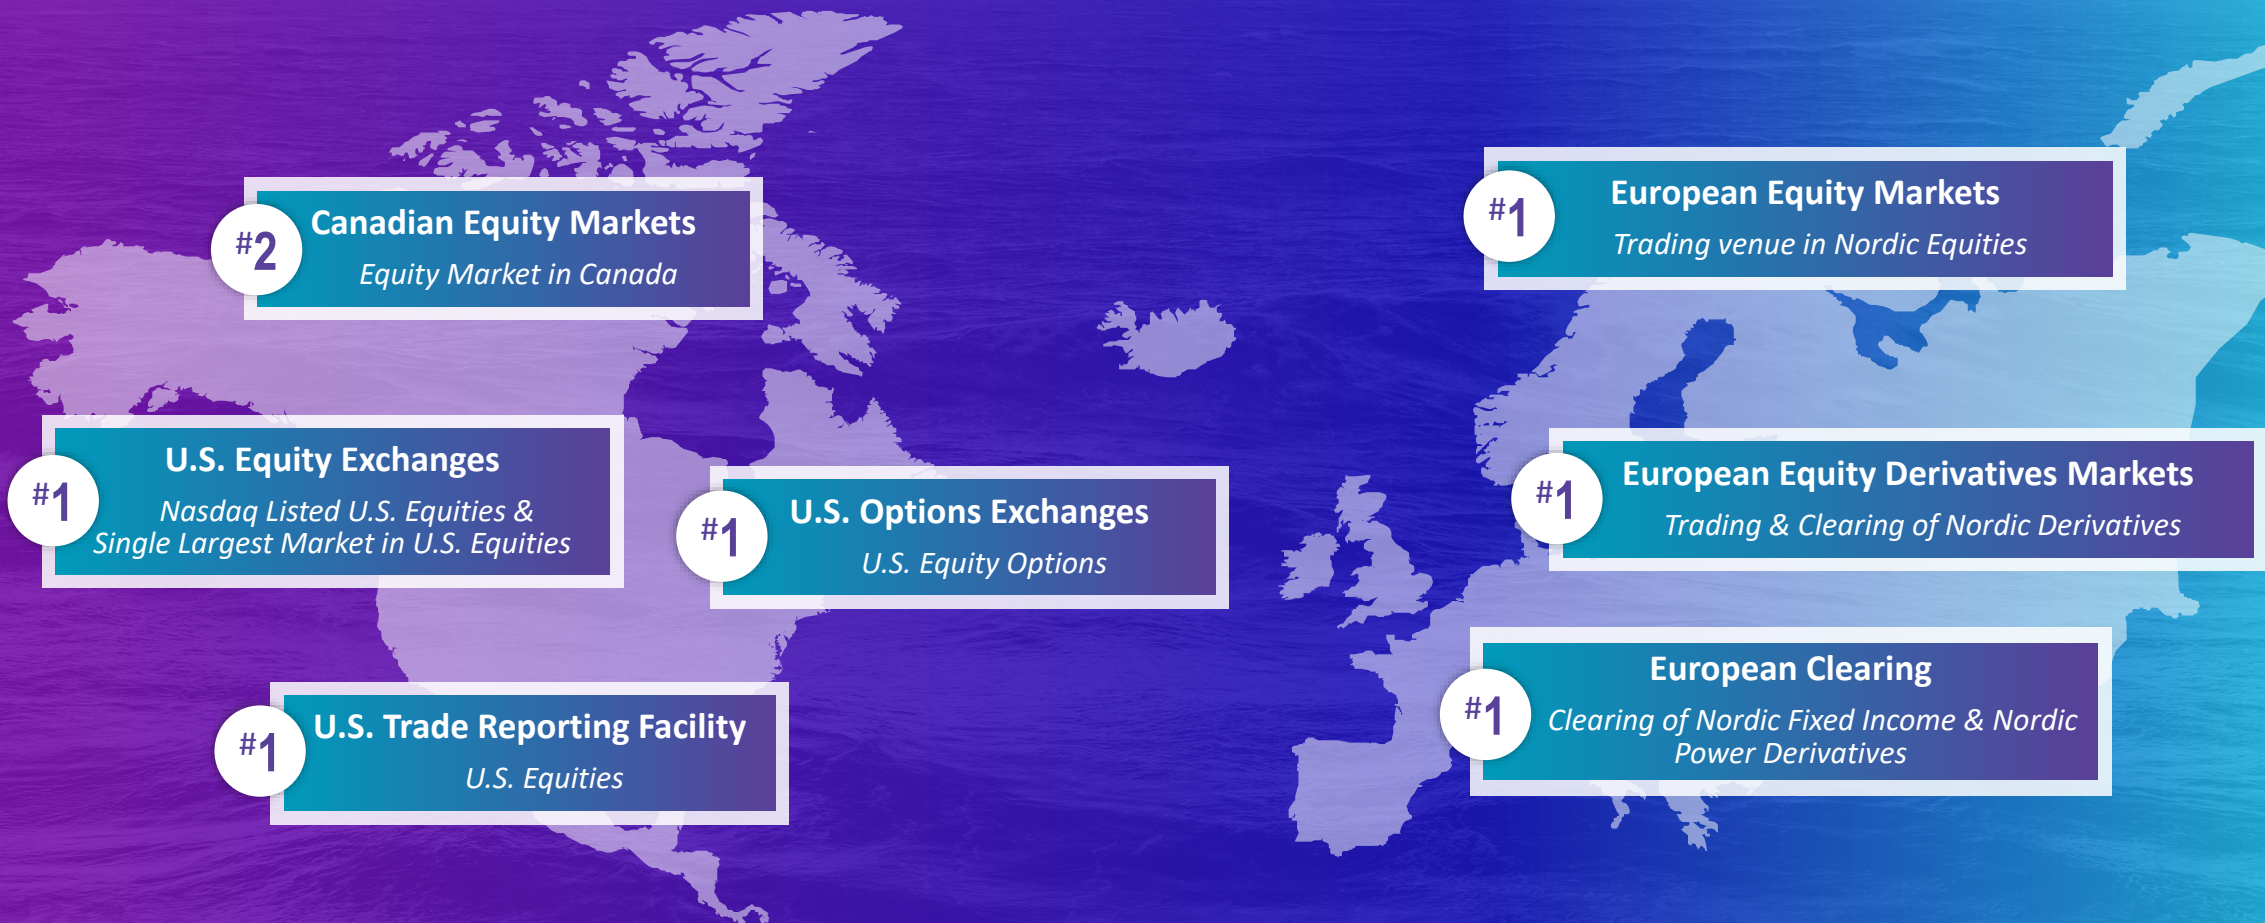 #2
Canadian Equity Markets
Equity Market in Canada
#1
U.S. Equity Exchanges
Nasdaq Listed U.S. Equities &
Single Largest Market in U.S. Equities
#1
U.S. Options Exchanges
U.S. Equity Options
#1
U.S. Trade Reporting Facility
U.S. Equities
#1
European Equity Markets
Trading venue in Nordic Equities
#1
European Equity Derivatives Markets
Trading & Clearing of Nordic Derivatives
#1
European Clearing
Clearing of Nordic Fixed Income & Nordic
Power Derivatives